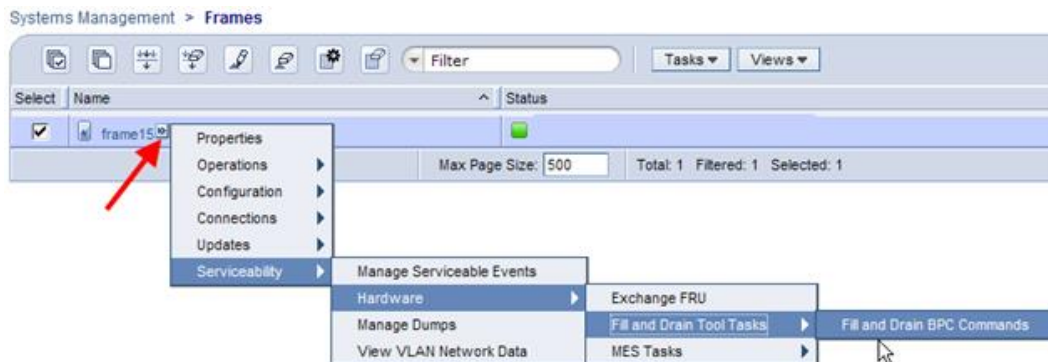 Systems Management > Frames
Filter
Tasks
Views
Select Name Status
frame15
Max Page Size: 500 Total: 1 Filtered: 1 Selected: 1
Properties
Operations
Configuration
Connections
Updates
Serviceability
Manage Serviceable Events
Hardware
Manage Dumps
View VLAN Network Data
Exchange FRU
Fill and Drain Tool Tasks
MES Tasks
Fill and Drain BPC Commands